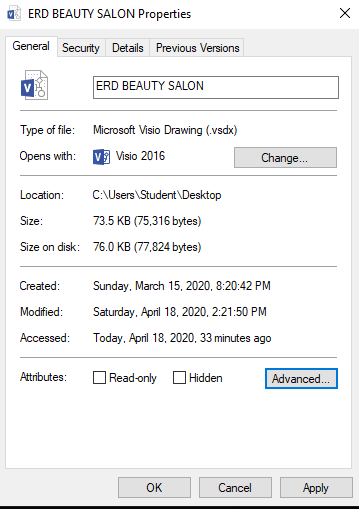 ERD BEAUTY SALON Properties
General Security Details Previous Versions
ERD BEAUTY SALON
Type of file: Microsoft Visio Drawing (.vsdx)
Opens with: Visio 2016 Change...
Location: C:\Users\Student\Desktop
Size: 73.5 KB (75,316 bytes)
Size on disk: 76.0 KB (77,824 bytes)
Created: Sunday, March 15, 2020, 8:20:42 PM
Modified: Saturday, April 18, 2020, 2:21:50 PM
Accessed: Today, April 18, 2020, 33 minutes ago
Attributes: Read-only Hidden Advanced...
OK Cancel Apply